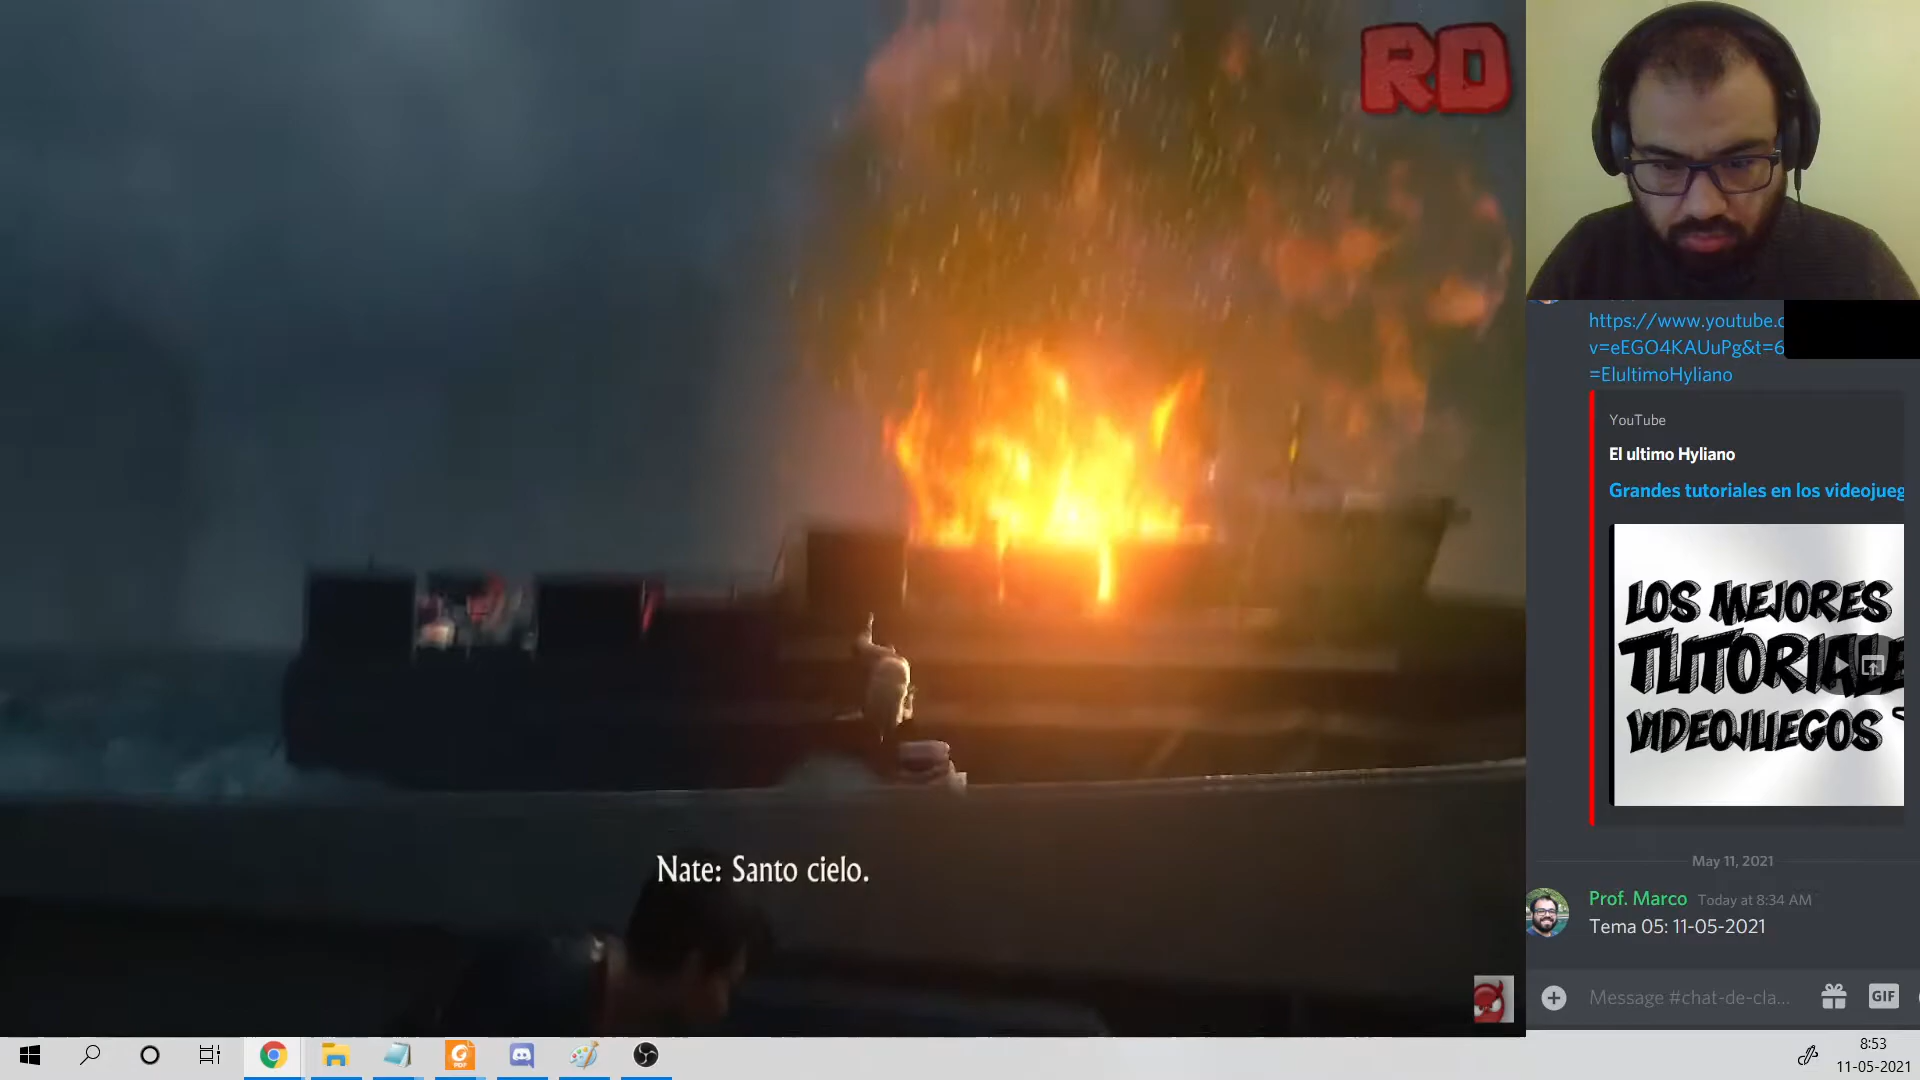 RD
https://www.youtube.c
v=eEGO4KAUuPg&t=6
=ElultimoHyliano
YouTube
El ultimo Hyliano
Grandes tutoriales en los videojueg
LOS MEJORES
TUTORIALE
VIDEOJUEGOS
Nate: Santo cielo.
May 11, 2021
Prof. Marco Today at 8:34 AM
Tema 05: 11-05-2021
Message #chat-de-cla...
GIF
PDF
8:53
11-05-2021